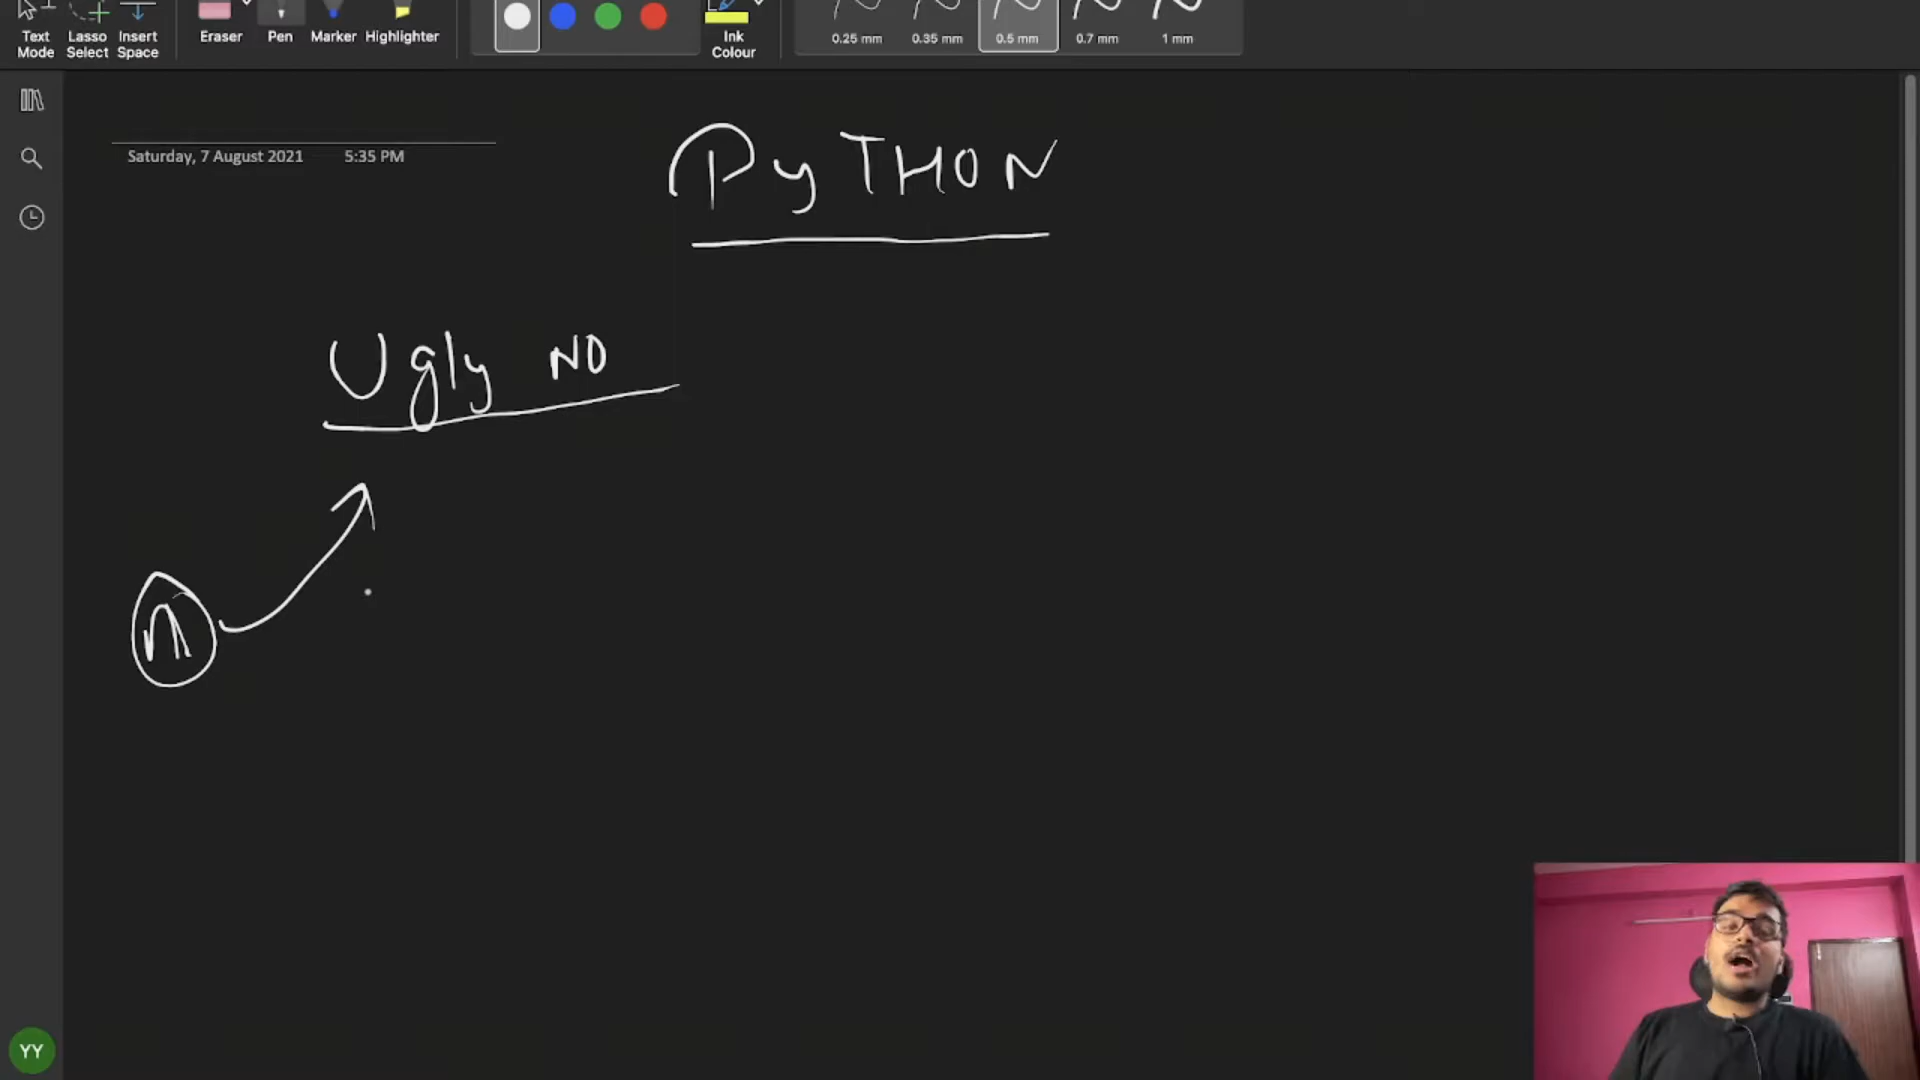 Text Mode
Lasso Select
Insert Space
Eraser
Pen
Marker
Highlighter
Ink Colour
0.25 mm
0.35 mm
0.5 mm
0.7 mm
1 mm
Saturday, 7 August 2021 5:35 PM
PyTHON
Ugly NO
n
YY